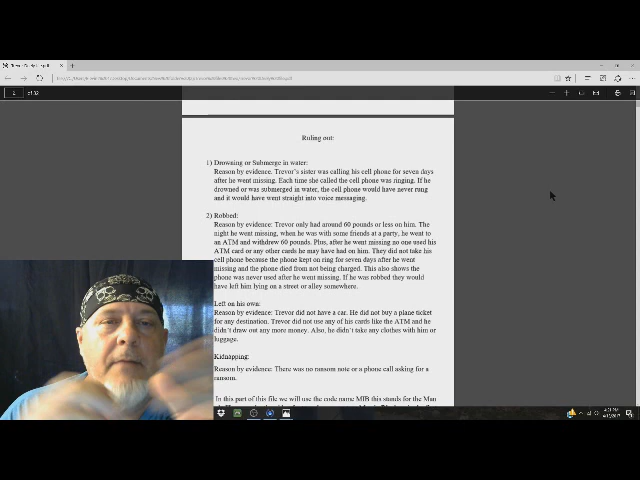 2 of 32
Ruling out:
1) Drowning or Submerge in water:
Reason by evidence: Trevor's sister was calling his cell phone for seven days
after he went missing. Each time she called the cell phone was ringing. If he
drowned or was submerged in water, the cell phone would have never rung
and it would have went straight into voice messaging.
2) Robbed:
Reason by evidence: Trevor only had around 60 pounds or less on him. The
night he went missing, when he was with some friends at a party, he went to
an ATM and withdrew 60 pounds. Plus, after he went missing no one used his
ATM card or any other cards he may have had on him. They did not take his
cell phone because the phone kept on ring for seven days after he went
missing and the phone died from not being charged. This also shows the
phone was never used after he went missing. If he was robbed they would
have left him lying on a street or alley somewhere.
Left on his own:
Reason by evidence: Trevor did not have a car. He did not buy a plane ticket
for any destination. Trevor did not use any of his cards like the ATM and he
didn't draw out any more money. Also, he didn't take any clothes with him or
luggage.
Kidnapping:
Reason by evidence: There was no ransom note or a phone call asking for a
ransom.
In this part of this file we will use the code name MIB this stands for the Man